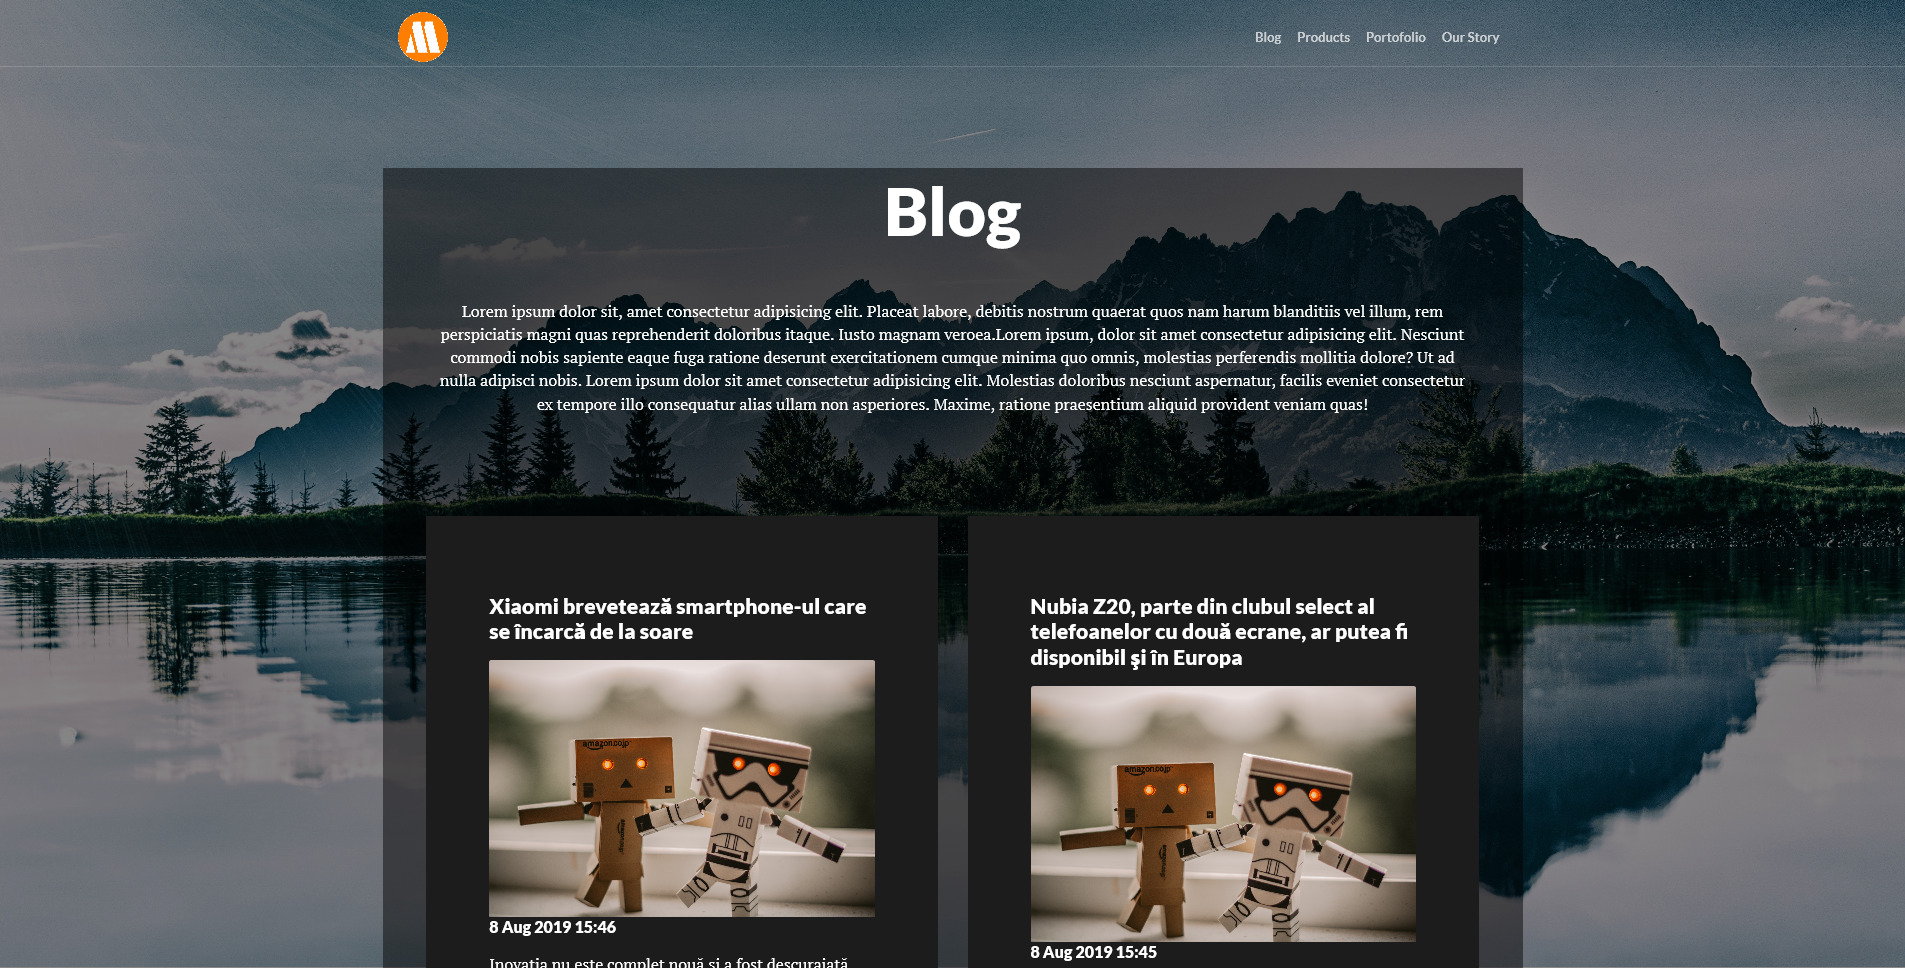 Blog Products Portofolio Our Story
Blog
Lorem ipsum dolor sit, amet consectetur adipisicing elit. Placeat labore, debitis nostrum quaerat quos nam harum blanditiis vel illum, rem
perspiciatis magni quas reprehenderit doloribus itaque. Iusto magnam veroea.Lorem ipsum, dolor sit amet consectetur adipisicing elit. Nesciunt
commodi nobis sapiente eaque fuga ratione deserunt exercitationem cumque minima quo omnis, molestias perferendis mollitia dolore? Ut ad
nulla adipisci nobis. Lorem ipsum dolor sit amet consectetur adipisicing elit. Molestias doloribus nesciunt aspernatur, facilis eveniet consectetur
ex tempore illo consequatur alias ullam non asperiores. Maxime, ratione praesentium aliquid provident veniam quas!
Xiaomi brevetează smartphone-ul care
se încarcă de la soare
amazon.co.jp
8 Aug 2019 15:46
Inovația nu este complet nouă și a fost descurajată
Nubia Z20, parte din clubul select al
telefoanelor cu două ecrane, ar putea fi
disponibil şi în Europa
amazon.co.jp
8 Aug 2019 15:45